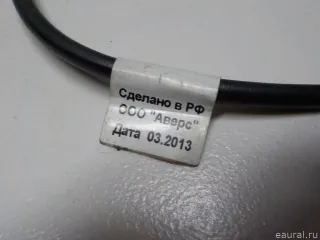 Сделано в РФ
ООО "Аверс"
Дата 03.2013
eaural.ru